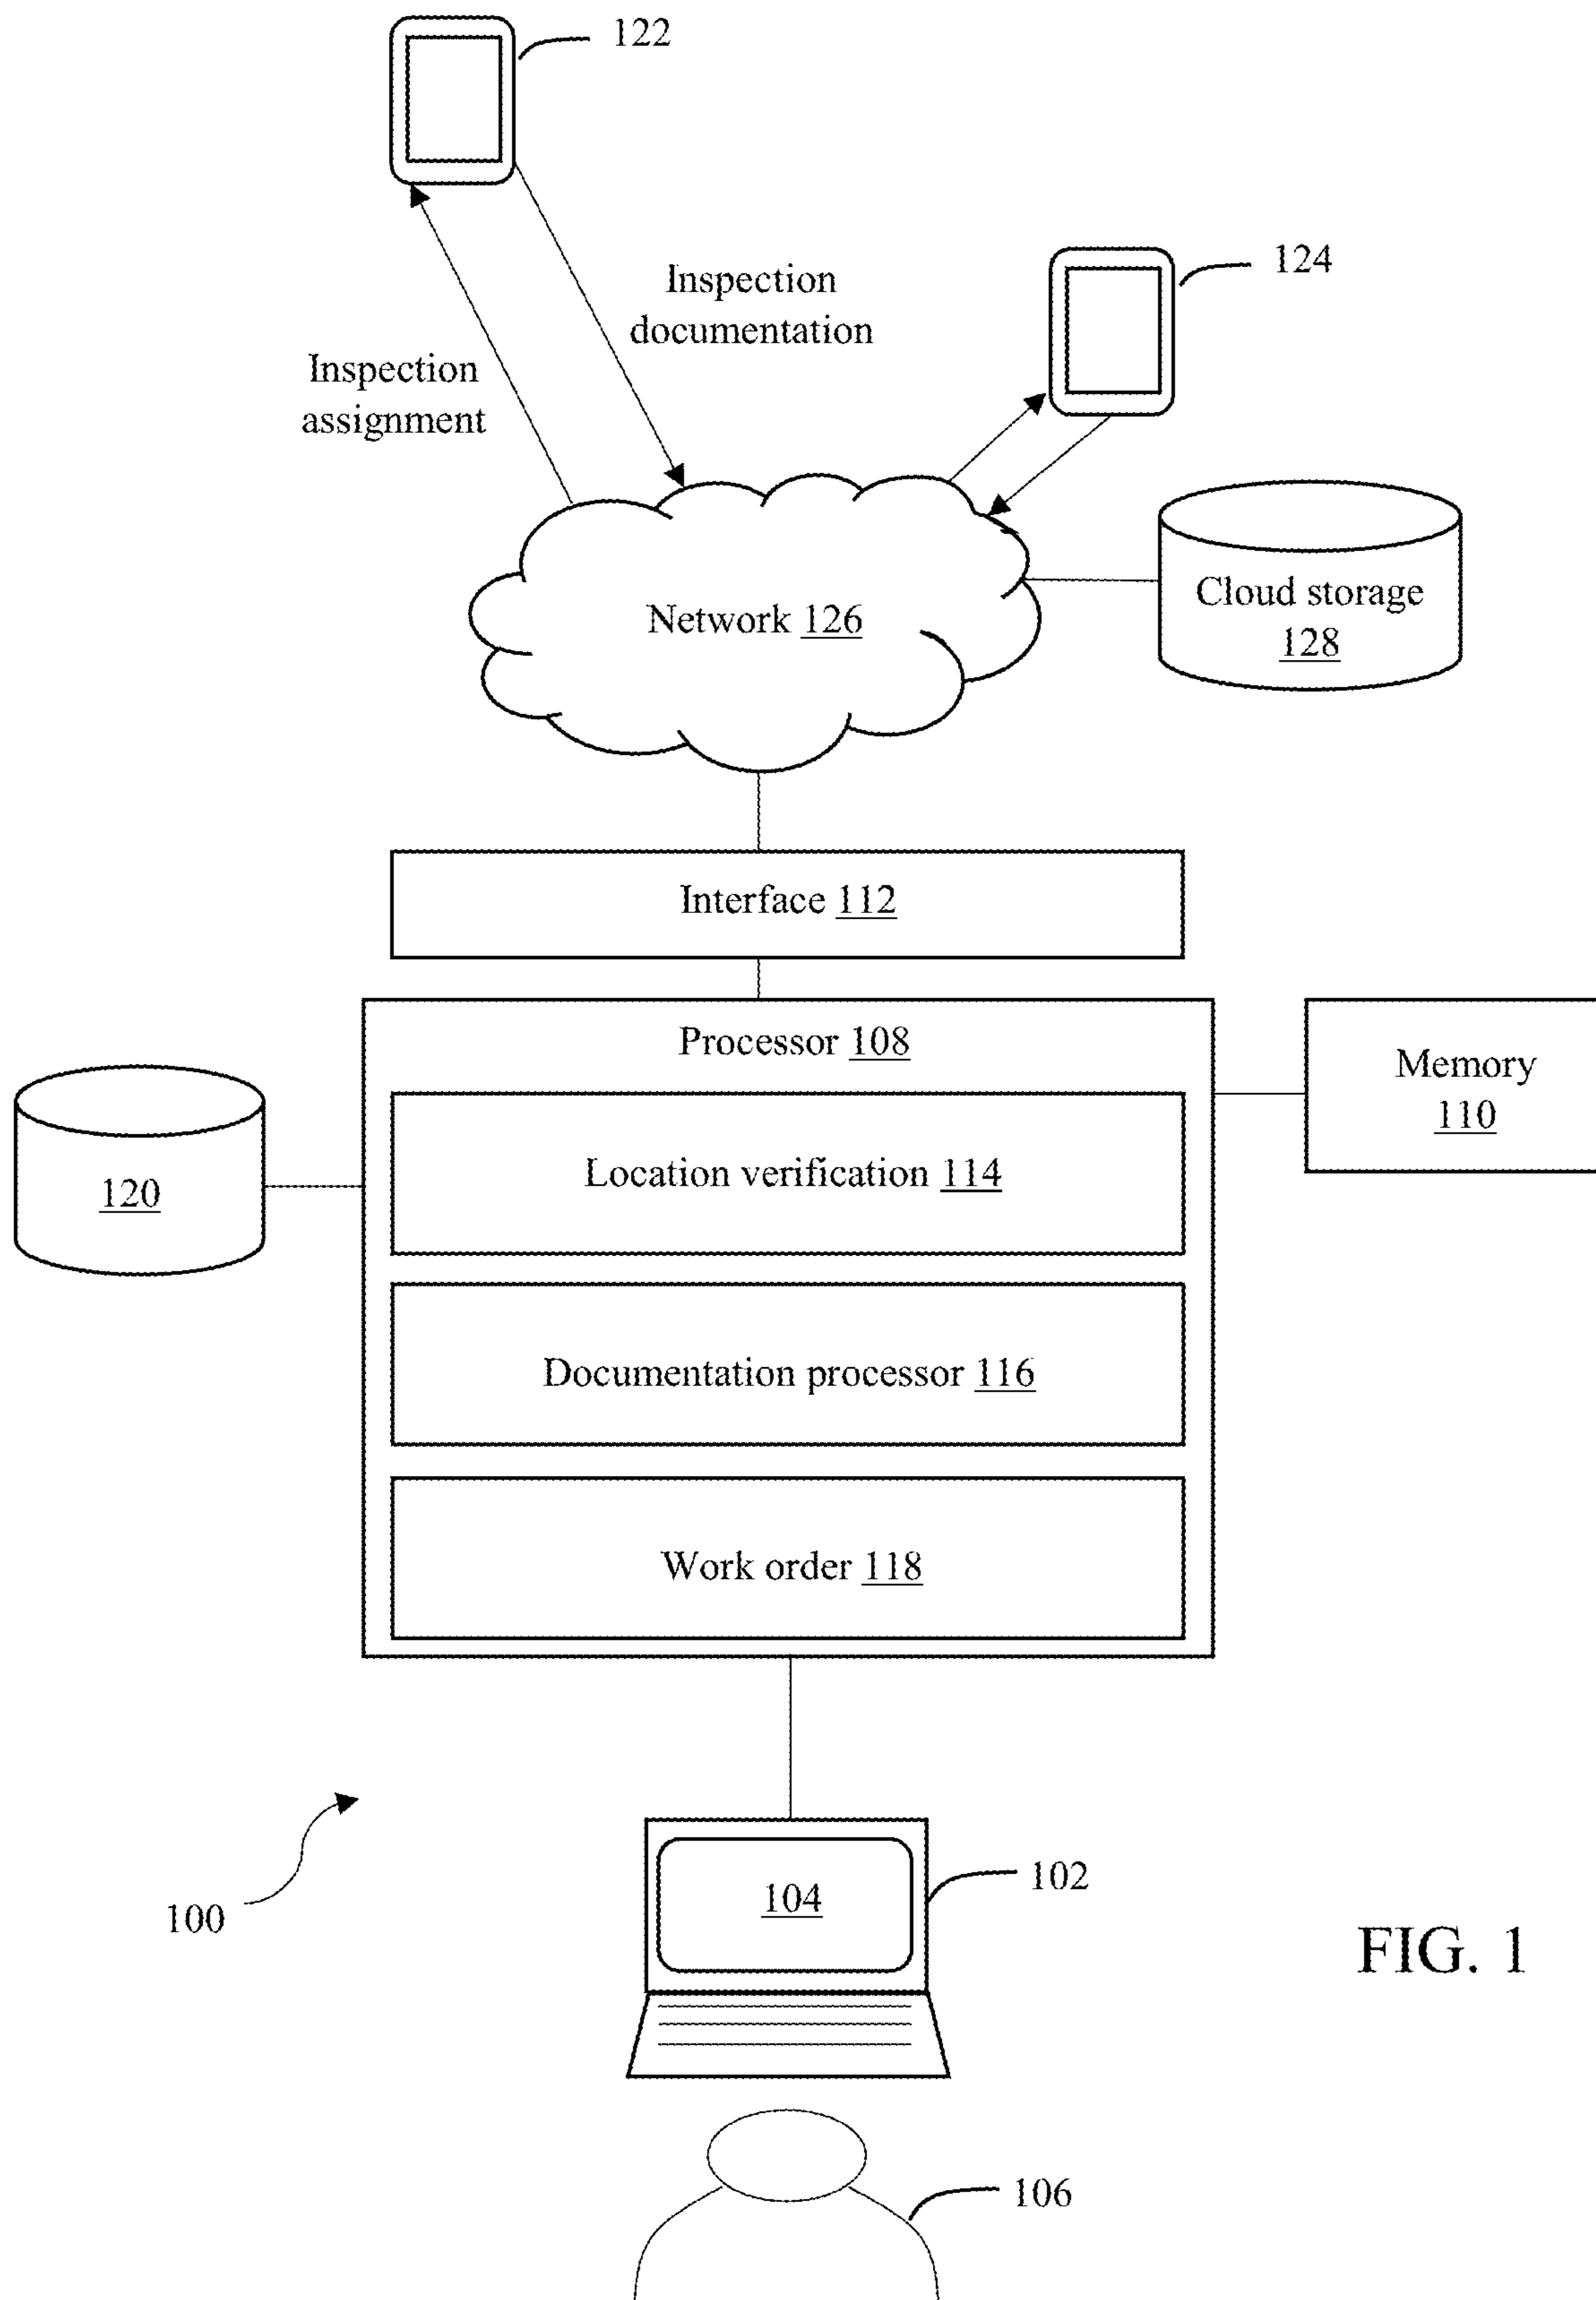 122
124
Inspection
documentation
Inspection
assignment
Cloud storage
128
Network 126
Interface 112
Processor 108
Memory
110
Location verification 114
120
Documentation processor 116
Work order 118
104
102
100
FIG. 1
106